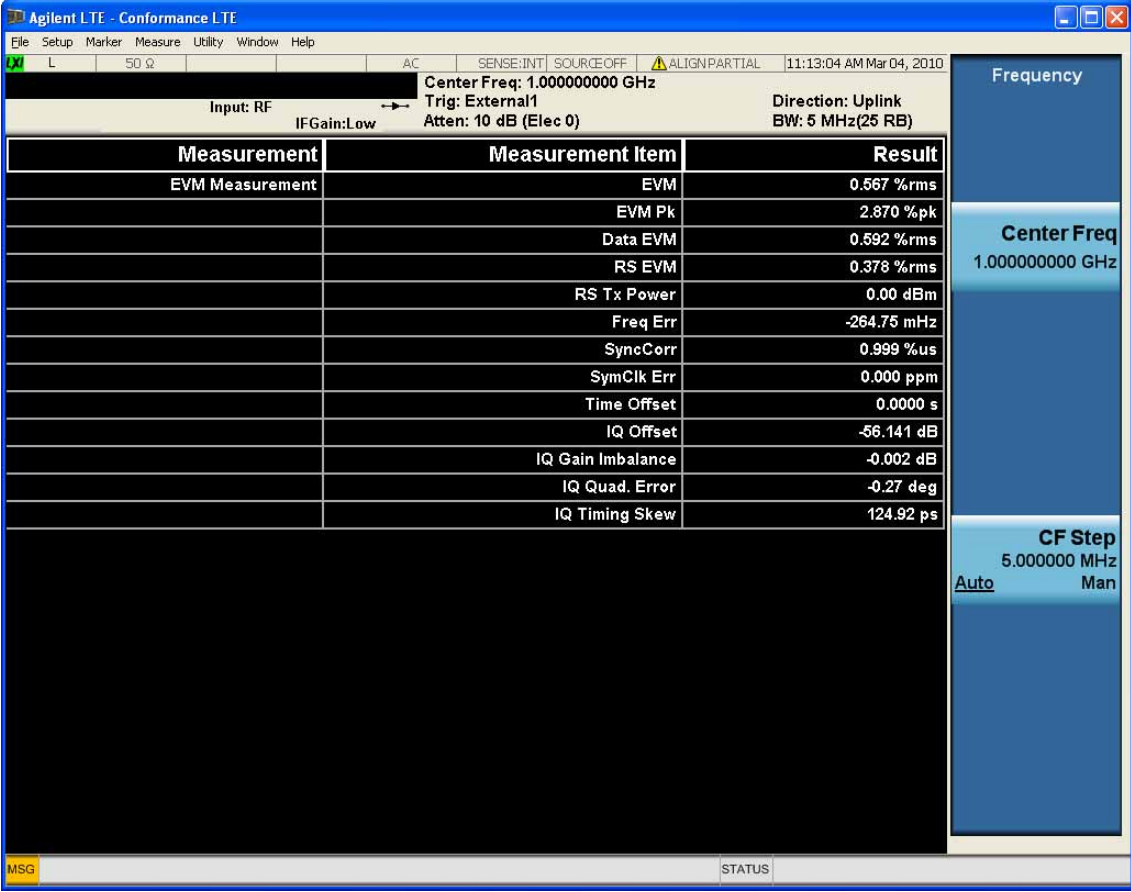 Agilent LTE - Conformance LTE
File Setup Marker Measure Utility Window Help
LXI L 50 Ω AC SENSE:INT SOURCE OFF ALIGN PARTIAL 11:13:04 AM Mar 04, 2010
Center Freq: 1.000000000 GHz
Input: RF Trig: External1 Direction: Uplink
IFGain:Low Atten: 10 dB (Elec 0) BW: 5 MHz(25 RB)
Measurement Measurement Item Result
EVM Measurement EVM 0.567 %rms
EVM Pk 2.870 %pk
Data EVM 0.592 %rms
RS EVM 0.378 %rms
RS Tx Power 0.00 dBm
Freq Err -264.75 mHz
SyncCorr 0.999 %us
SymClk Err 0.000 ppm
Time Offset 0.0000 s
IQ Offset -56.141 dB
IQ Gain Imbalance -0.002 dB
IQ Quad. Error -0.27 deg
IQ Timing Skew 124.92 ps
Frequency
Center Freq
1.000000000 GHz
CF Step
5.000000 MHz
Auto Man
MSG STATUS